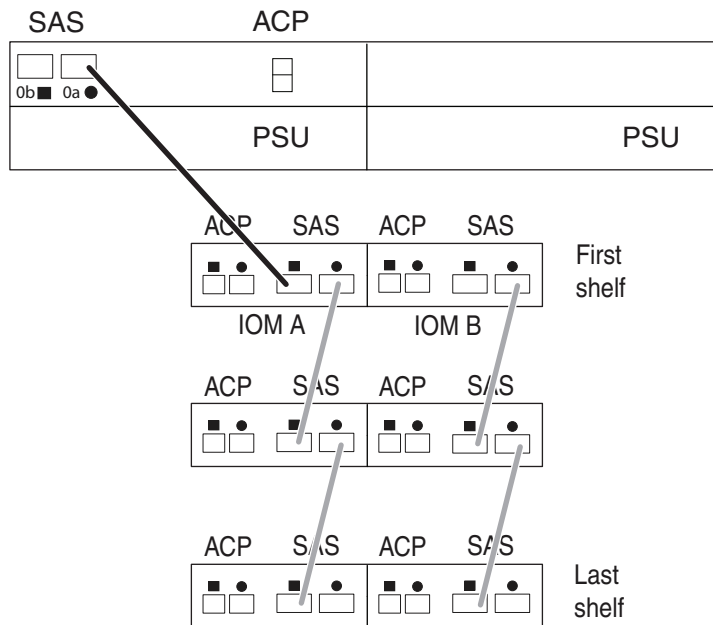 SAS ACP
0b 0a
PSU PSU
ACP SAS ACP SAS
First
shelf
IOM A IOM B
ACP SAS ACP SAS
ACP SAS ACP SAS
Last
shelf